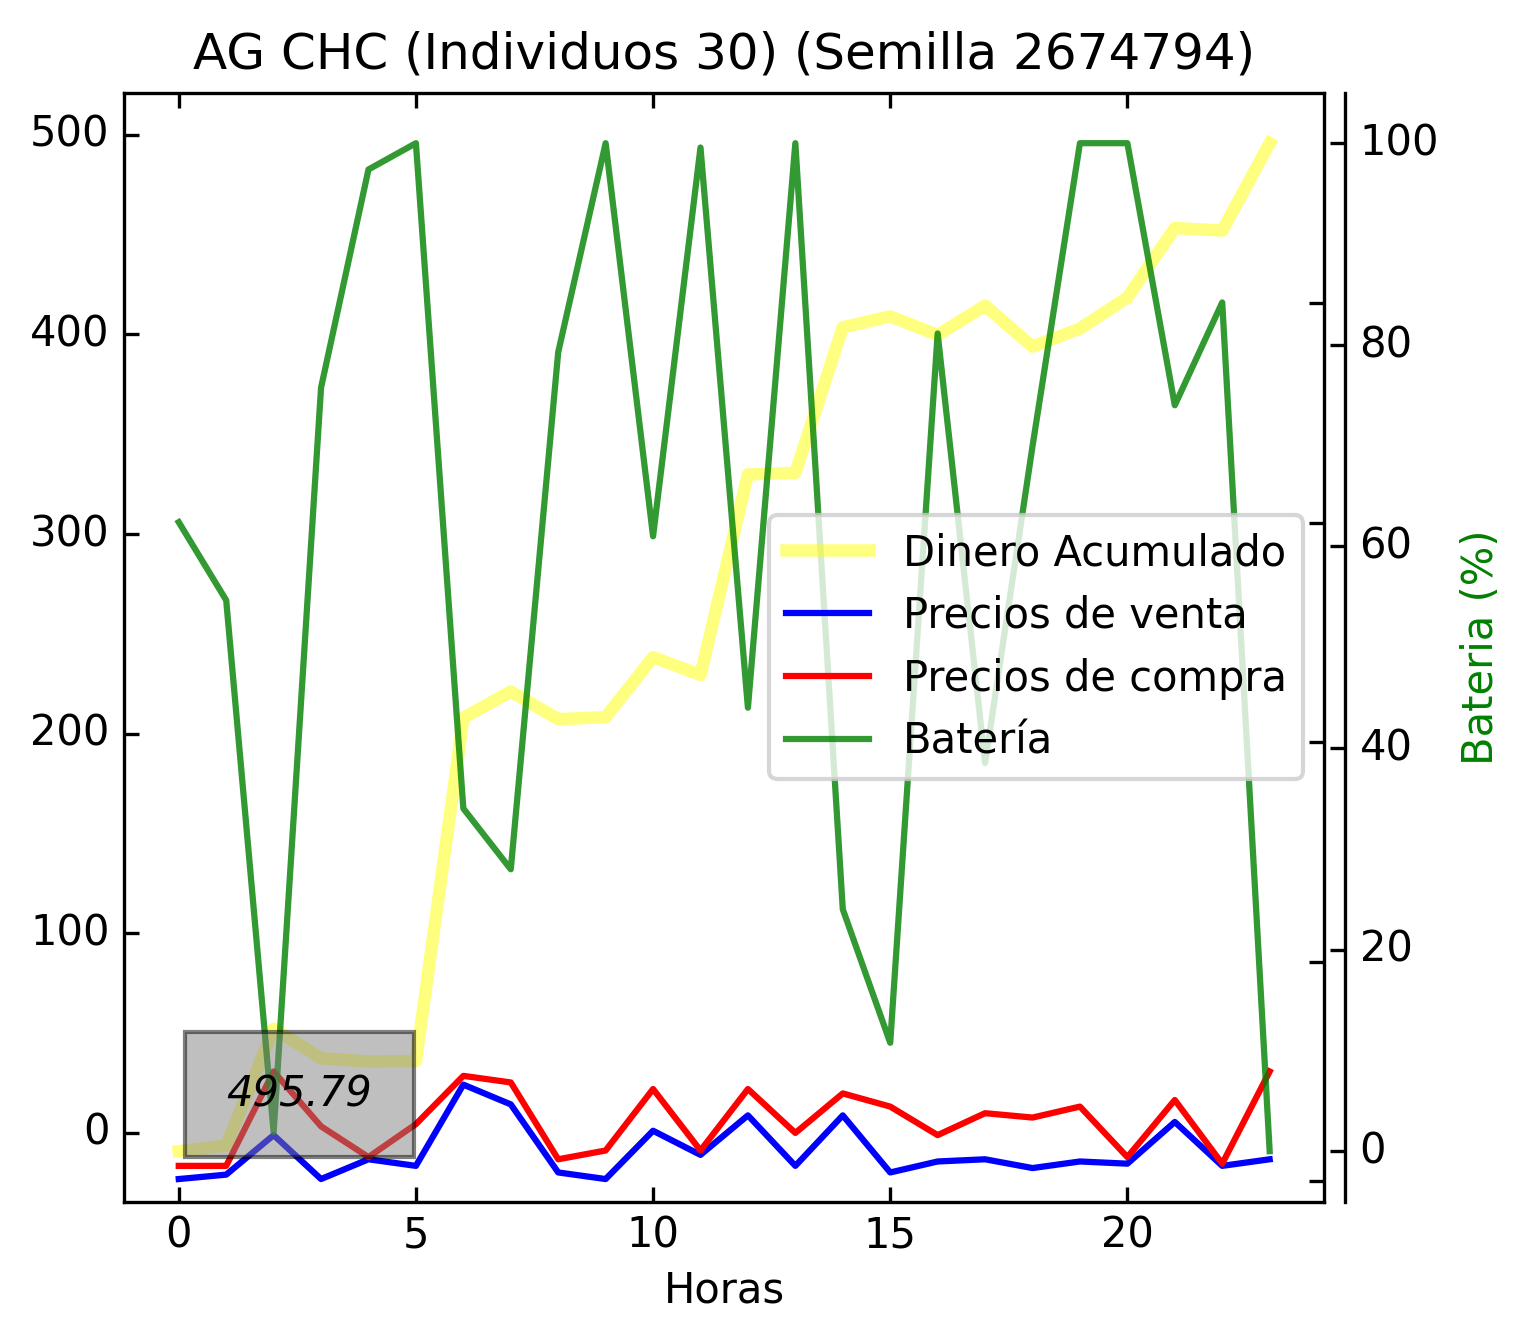 AG CHC (Individuos 30) (Semilla 2674794)
500
400
300
200
100
0
100
80
60
40
20
0
Bateria (%)
Dinero Acumulado
Precios de venta
Precios de compra
Batería
495.79
0 5 10 15 20
Horas